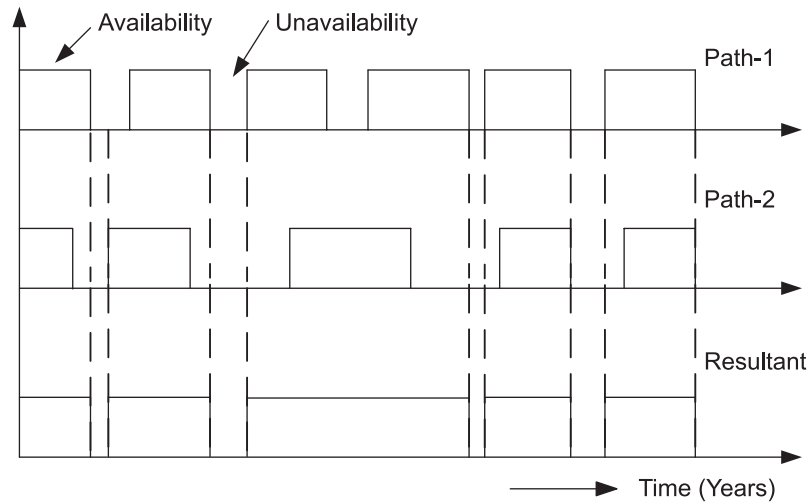 Availability
Unavailability
Path-1
Path-2
Resultant
Time (Years)